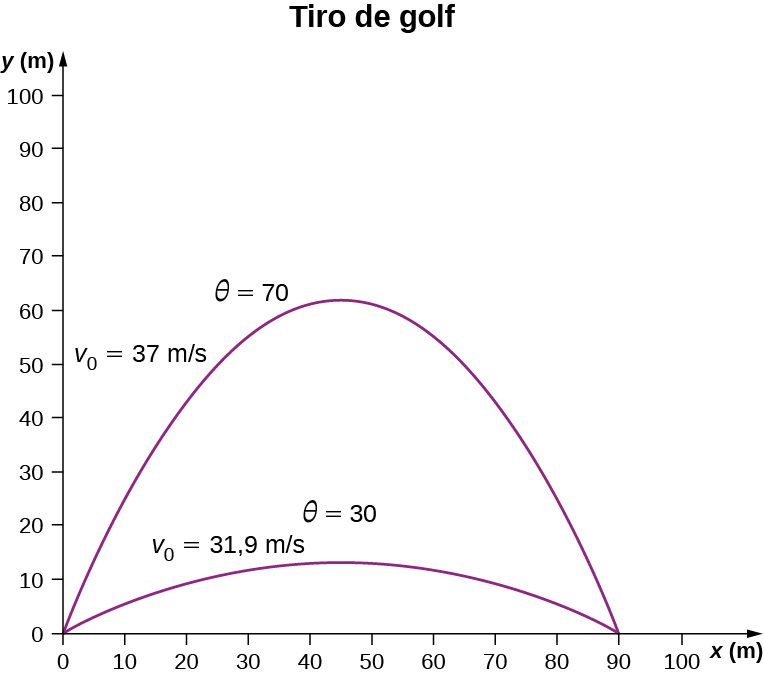 Tiro de golf
y (m)
100
90
80
70
60
50
40
30
20
10
0
θ = 70
v0 = 37 m/s
θ = 30
v0 = 31,9 m/s
0 10 20 30 40 50 60 70 80 90 100 x (m)